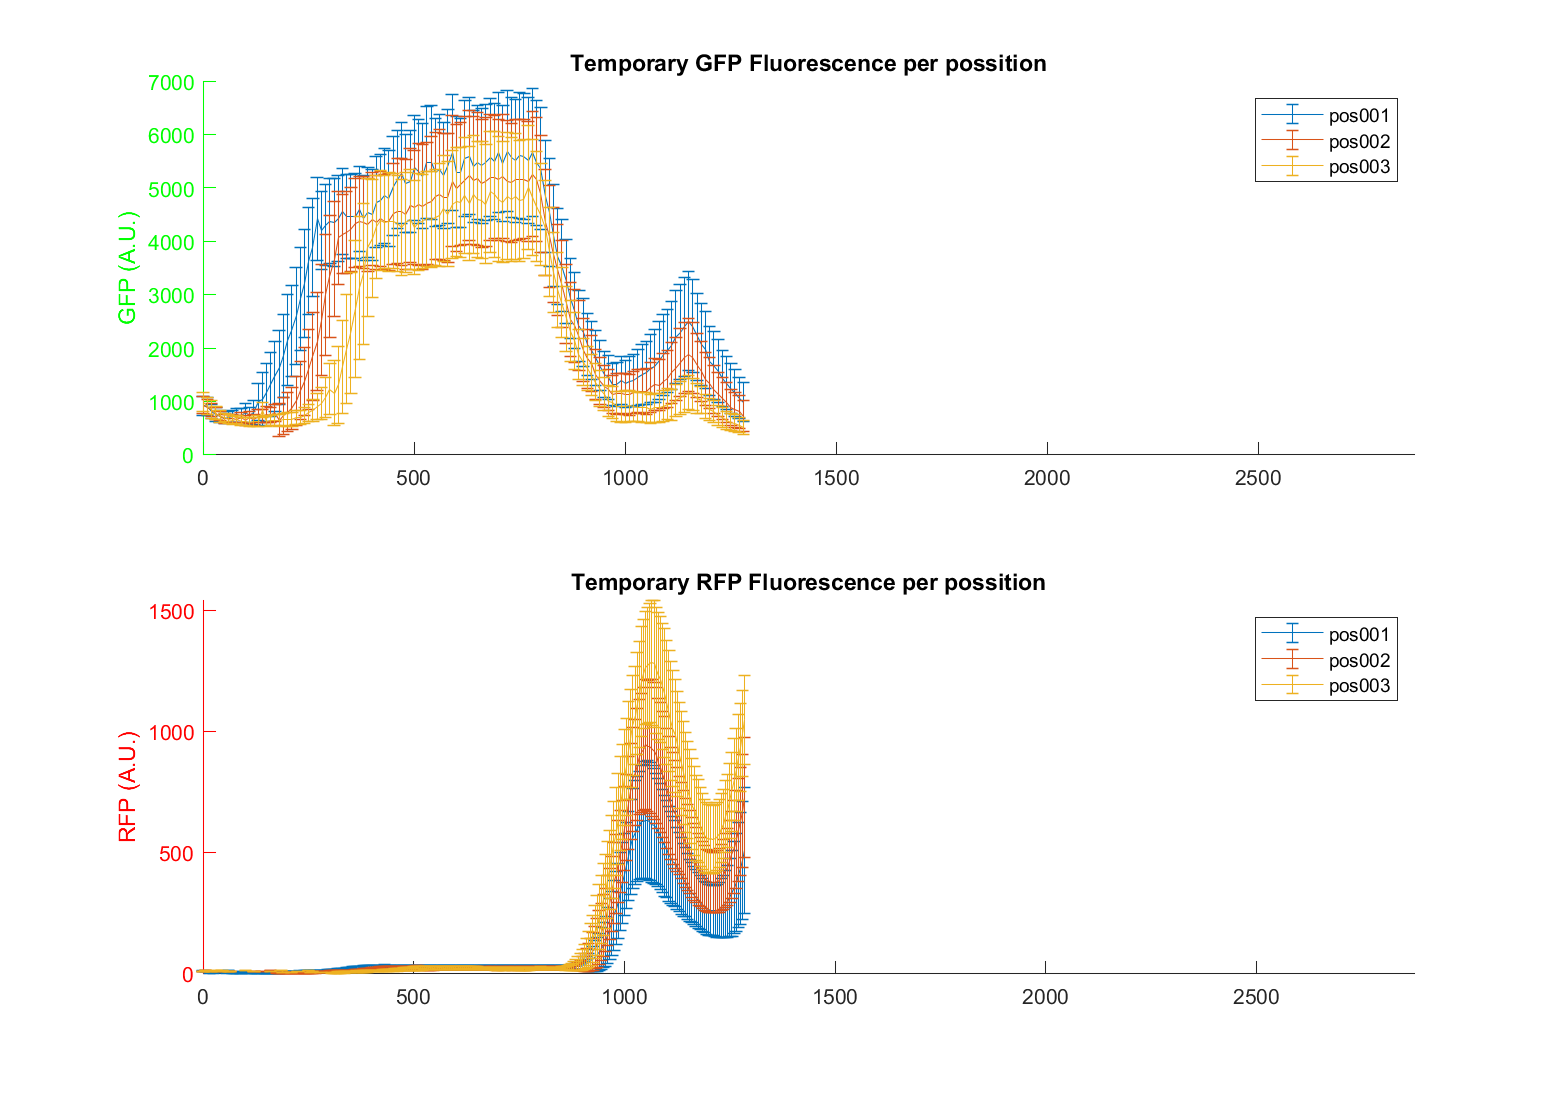 Temporary GFP Fluorescence per possition
GFP (A.U.)
7000
6000
5000
4000
3000
2000
1000
0
0 500 1000 1500 2000 2500
pos001
pos002
pos003
Temporary RFP Fluorescence per possition
RFP (A.U.)
1500
1000
500
0
0 500 1000 1500 2000 2500
pos001
pos002
pos003